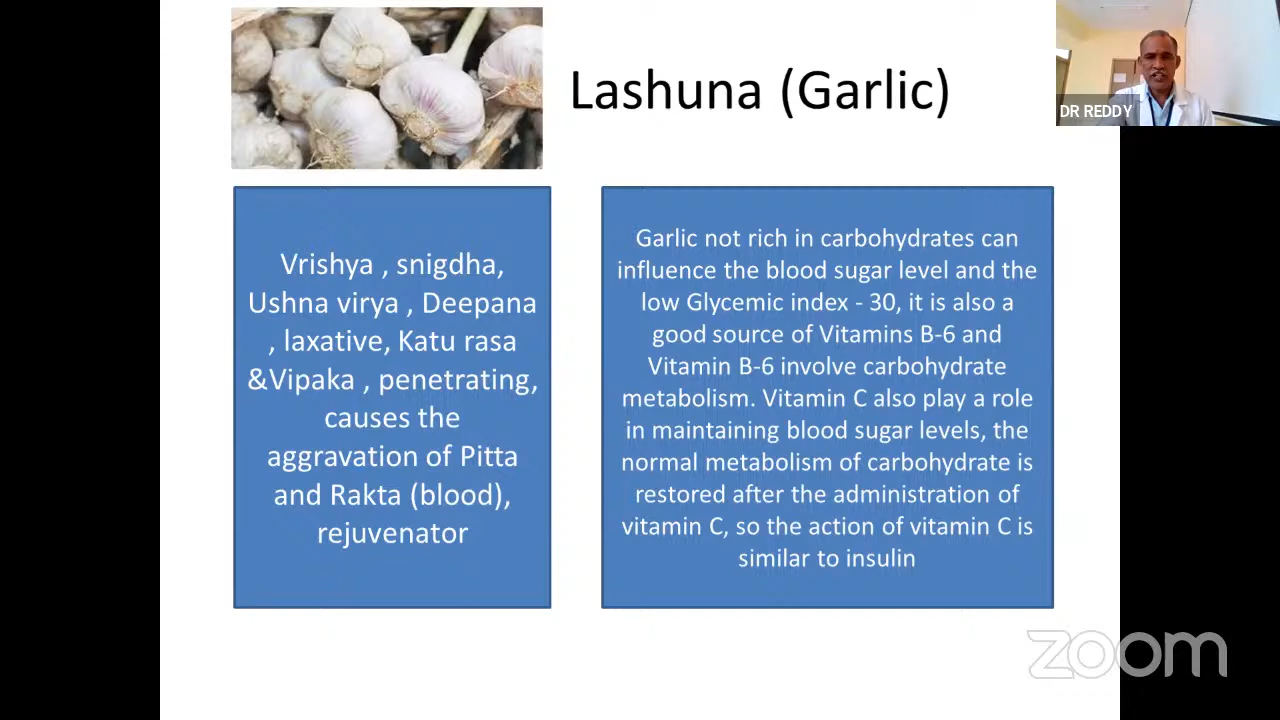 Lashuna (Garlic)
DR REDDY
Vrishya , snigdha,
Ushna virya , Deepana
, laxative, Katu rasa
&Vipaka , penetrating,
causes the
aggravation of Pitta
and Rakta (blood),
rejuvenator
Garlic not rich in carbohydrates can
influence the blood sugar level and the
low Glycemic index - 30, it is also a
good source of Vitamins B-6 and
Vitamin B-6 involve carbohydrate
metabolism. Vitamin C also play a role
in maintaining blood sugar levels, the
normal metabolism of carbohydrate is
restored after the administration of
vitamin C, so the action of vitamin C is
similar to insulin
zoom